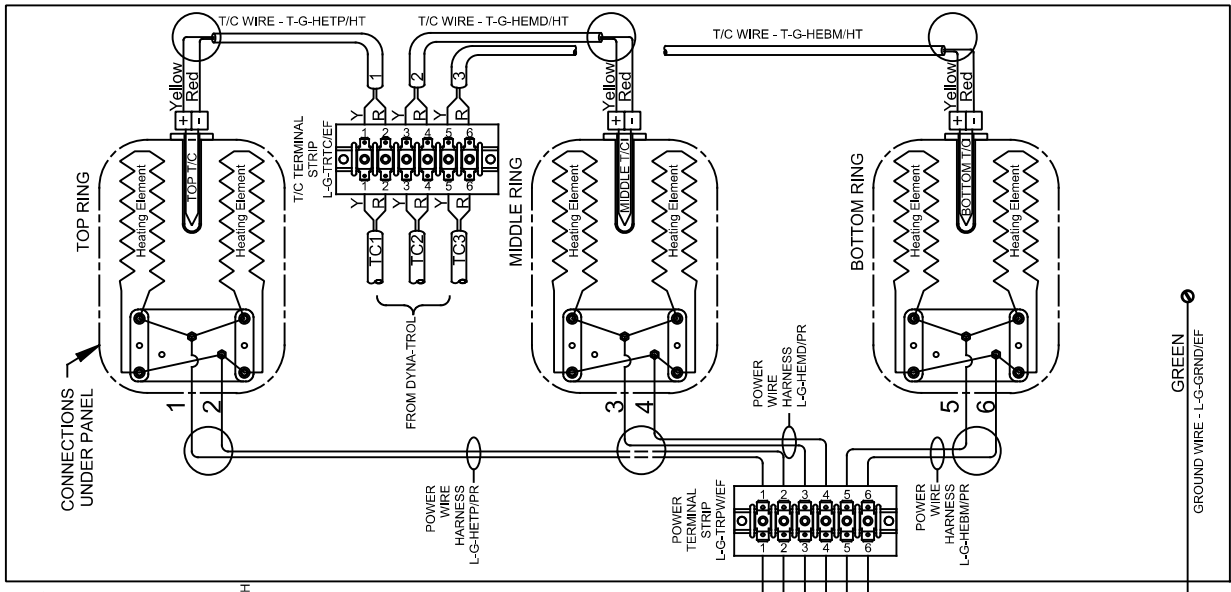 T/C WIRE - T-G-HETP/HT
T/C WIRE - T-G-HEMD/HT
T/C WIRE - T-G-HEBM/HT
Yellow
Red
+ -
TOP RING
TOP T/C
Heating Element
Heating Element
CONNECTIONS
UNDER PANEL
1
2
1
2
3
Y R Y R Y R
1 2 3 4 5 6
T/C TERMINAL
STRIP
L-G-TRTC/EF
1 2 3 4 5 6
Y R Y R Y R
TC1
TC2
TC3
FROM DYNA-TROL
Yellow
Red
+ -
MIDDLE RING
MIDDLE T/C
Heating Element
Heating Element
3
4
Yellow
Red
+ -
BOTTOM RING
BOTTOM T/C
Heating Element
Heating Element
5
6
POWER
WIRE
HARNESS
L-G-HETP/PR
POWER
WIRE
HARNESS
L-G-HEMD/PR
POWER
WIRE
HARNESS
L-G-HEBM/PR
POWER
TERMINAL
STRIP
L-G-TRPW/EF
1 2 3 4 5 6
1 2 3 4 5 6
GREEN
GROUND WIRE - L-G-GRND/EF
H